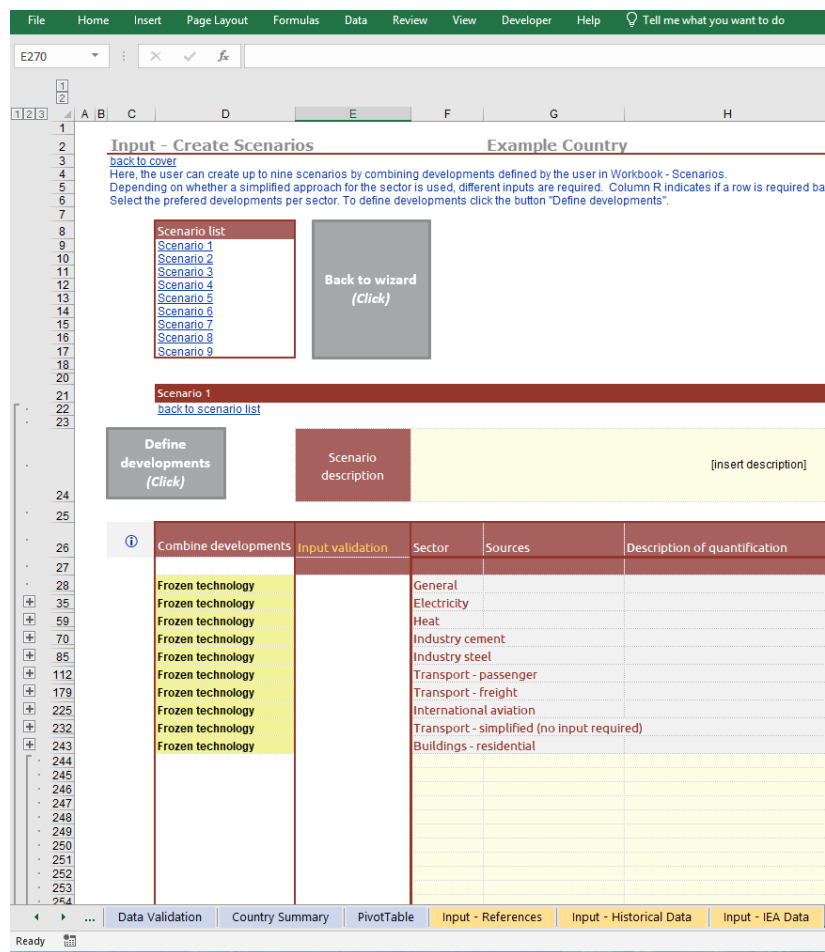 File Home Insert Page Layout Formulas Data Review View Developer Help Tell me what you want to do
E270 fx
1
2
1 2 3 A B C D E F G H
1
2 Input - Create Scenarios Example Country
3 back to cover
4 Here, the user can create up to nine scenarios by combining developments defined by the user in Workbook - Scenarios.
5 Depending on whether a simplified approach for the sector is used, different inputs are required. Column R indicates if a row is required ba
6 Select the prefered developments per sector. To define developments click the button "Define developments".
7
8 Scenario list
9 Scenario 1
10 Scenario 2
11 Scenario 3
12 Scenario 4
13 Scenario 5
14 Scenario 6
15 Scenario 7
16 Scenario 8
17 Scenario 9
Back to wizard
(Click)
18
20
21 Scenario 1
22 back to scenario list
23
Define
developments
(Click)
Scenario
description
[insert description]
24
25
26 Combine developments Input validation Sector Sources Description of quantification
27
28 Frozen technology General
35 Frozen technology Electricity
59 Frozen technology Heat
70 Frozen technology Industry cement
85 Frozen technology Industry steel
112 Frozen technology Transport - passenger
179 Frozen technology Transport - freight
225 Frozen technology International aviation
232 Frozen technology Transport - simplified (no input required)
243 Frozen technology Buildings - residential
244
245
246
247
248
249
250
251
252
253
254
... Data Validation Country Summary PivotTable Input - References Input - Historical Data Input - IEA Data
Ready